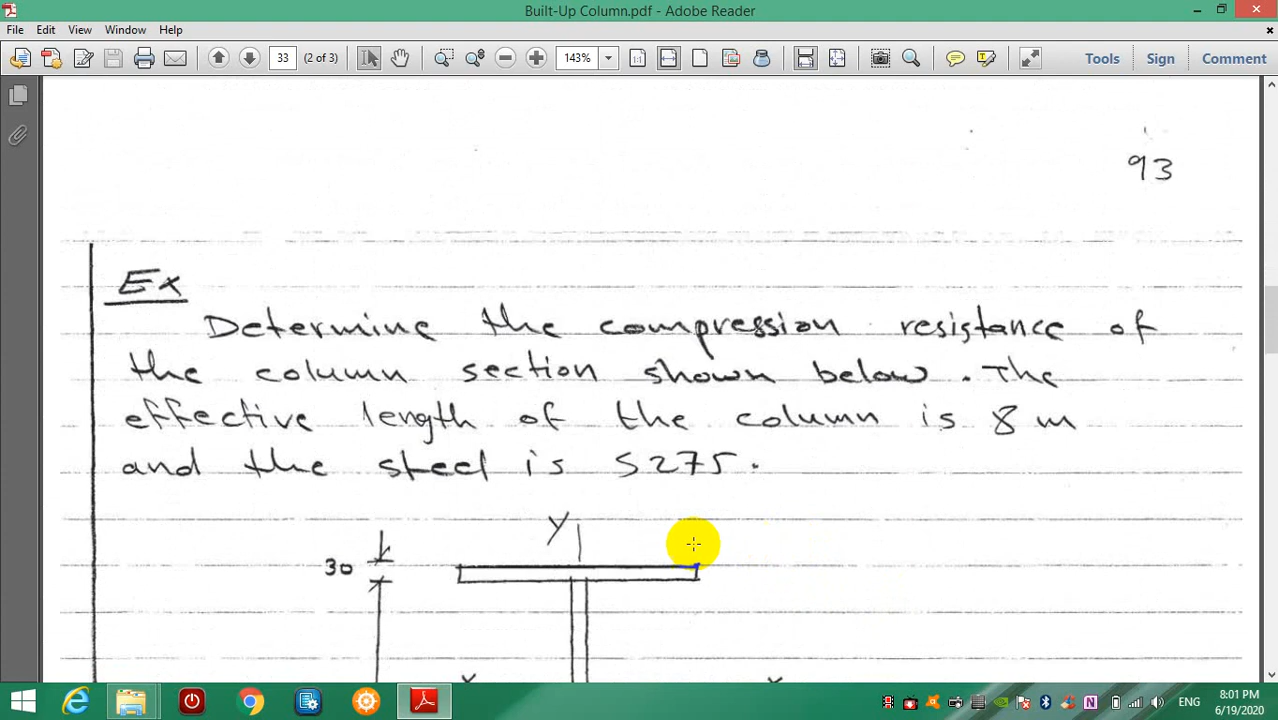 Built-Up Column.pdf - Adobe Reader
File Edit View Window Help
33 (2 of 3) 143% Tools Sign Comment
93
Ex
Determine the compression resistance of
the column section shown below. The
effective length of the column is 8 m
and the steel is S275.
Y
30
ENG 8:01 PM
6/19/2020